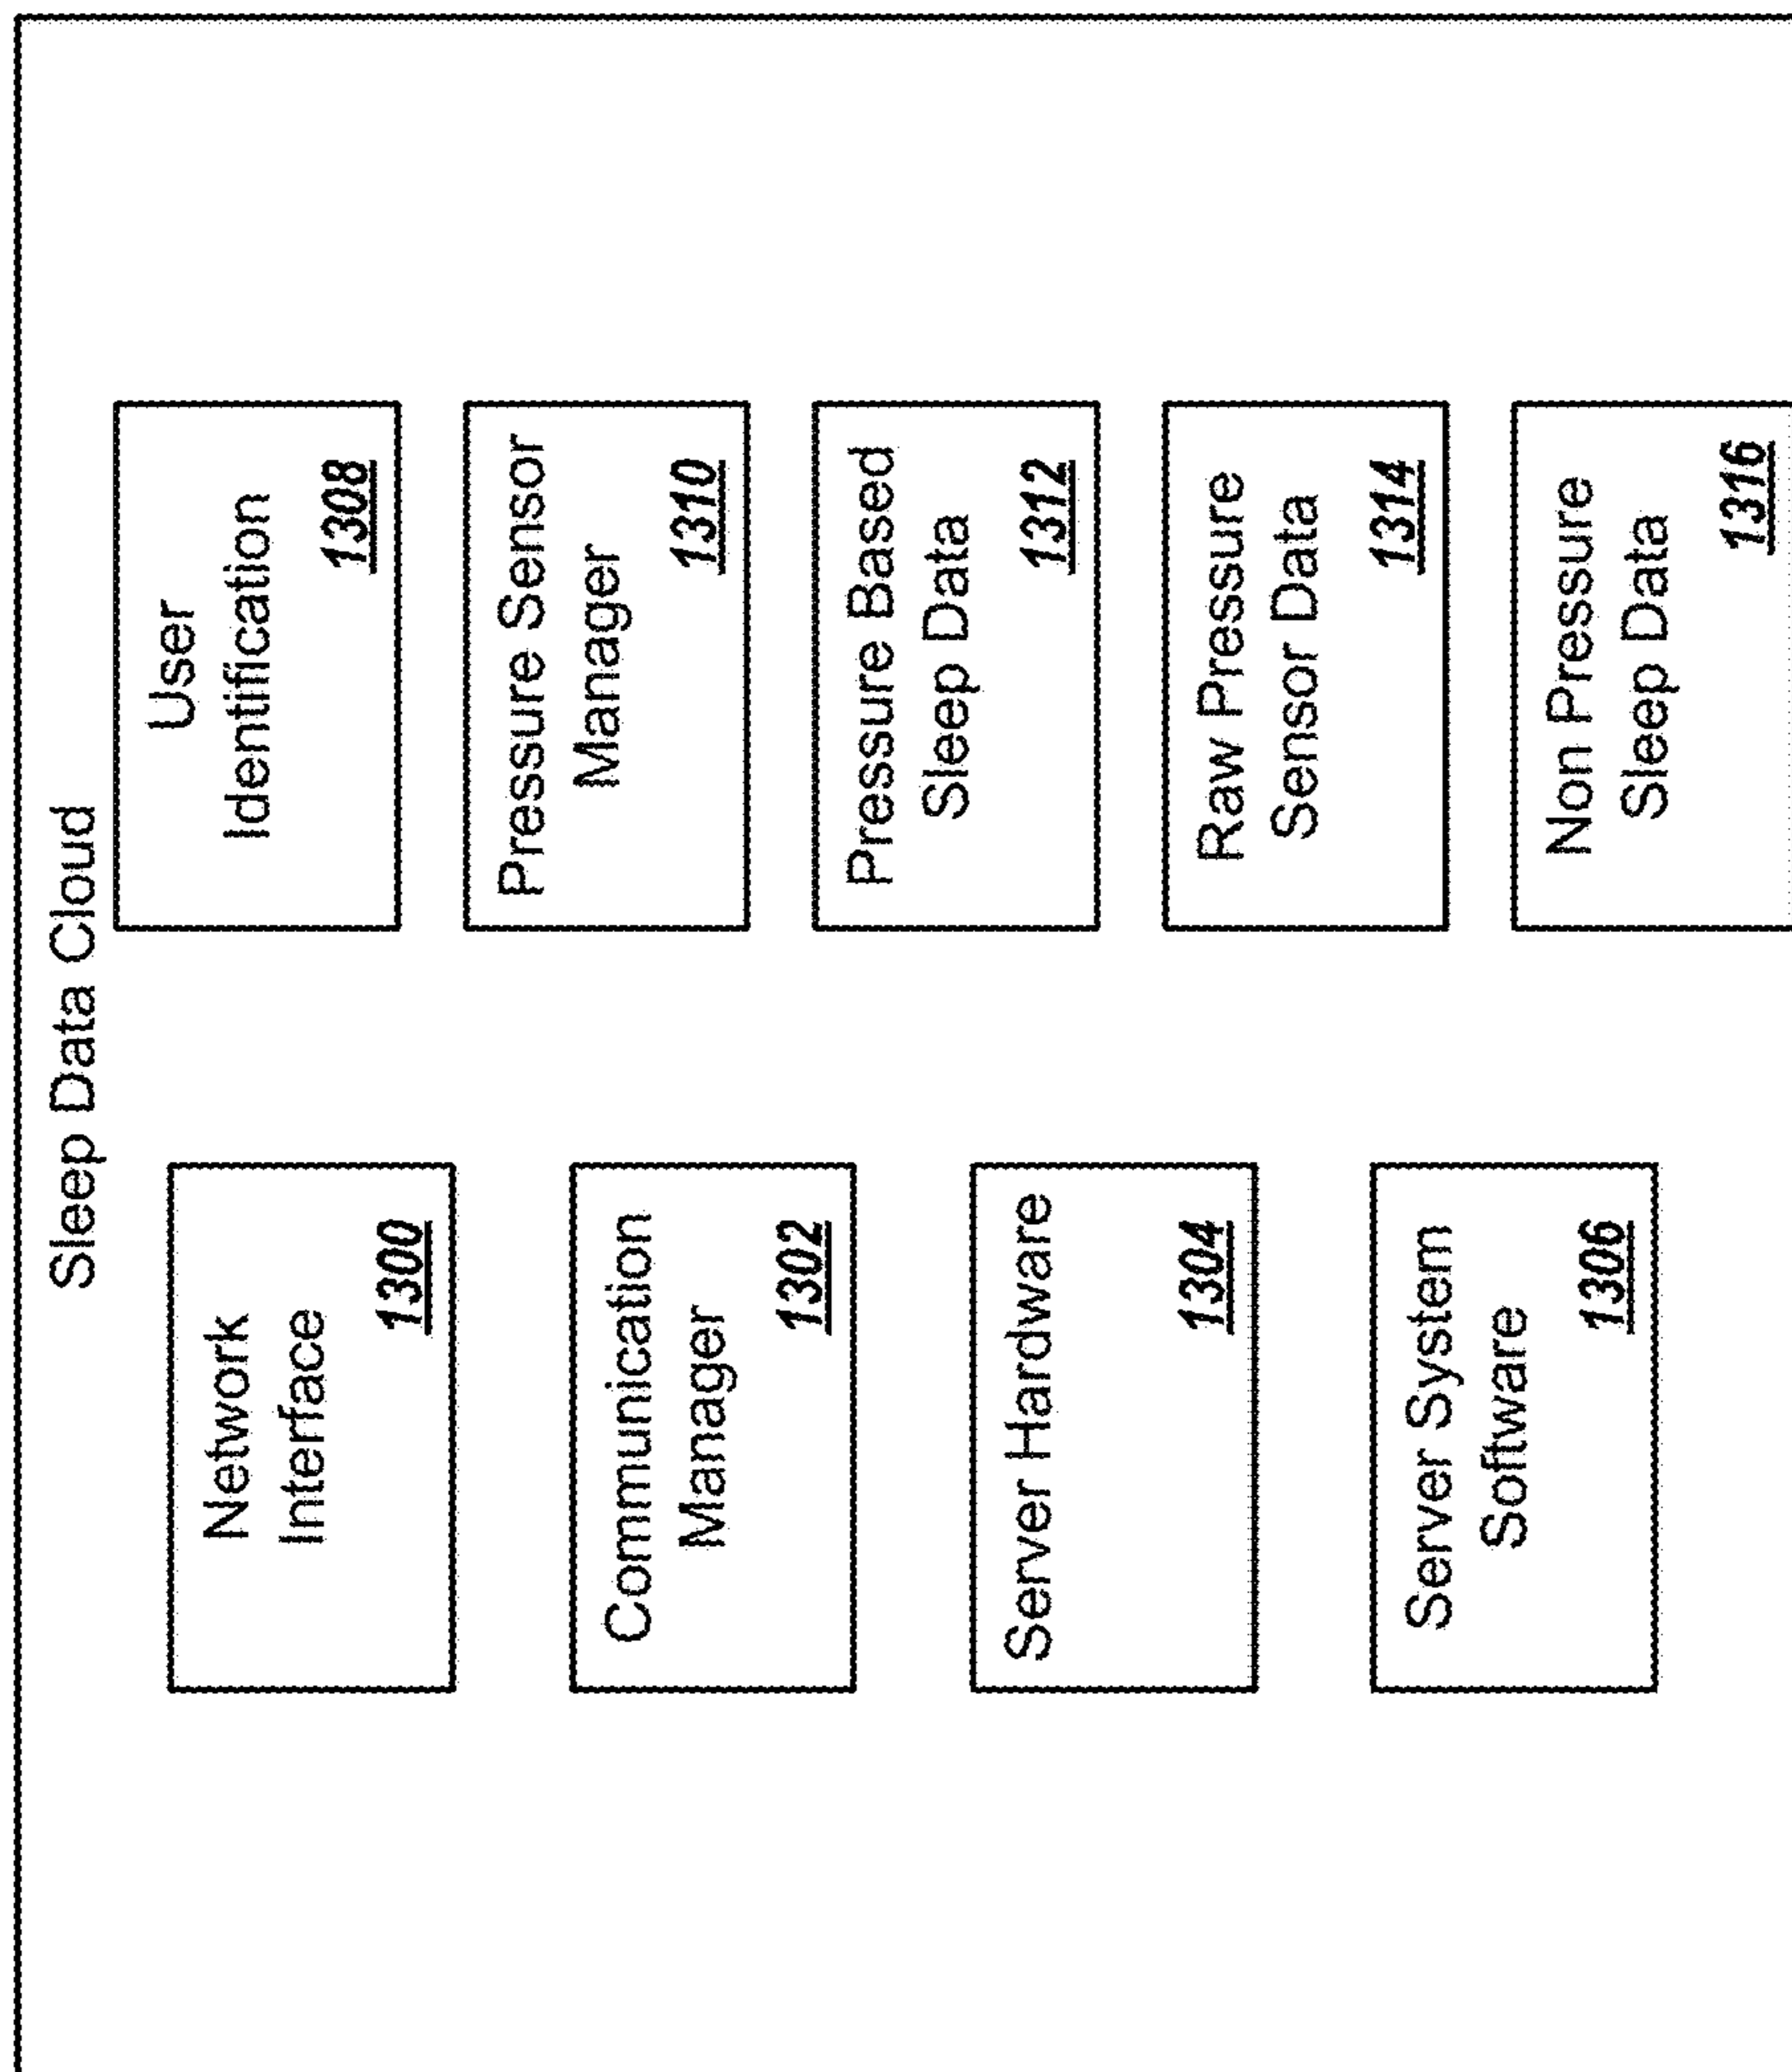 Sleep Data Cloud
Network
Interface
1300
Communication
Manager
1302
Server Hardware
1304
Server System
Software
1306
User
Identification
1308
Pressure Sensor
Manager
1310
Pressure Based
Sleep Data
1312
Raw Pressure
Sensor Data
1314
Non Pressure
Sleep Data
1316